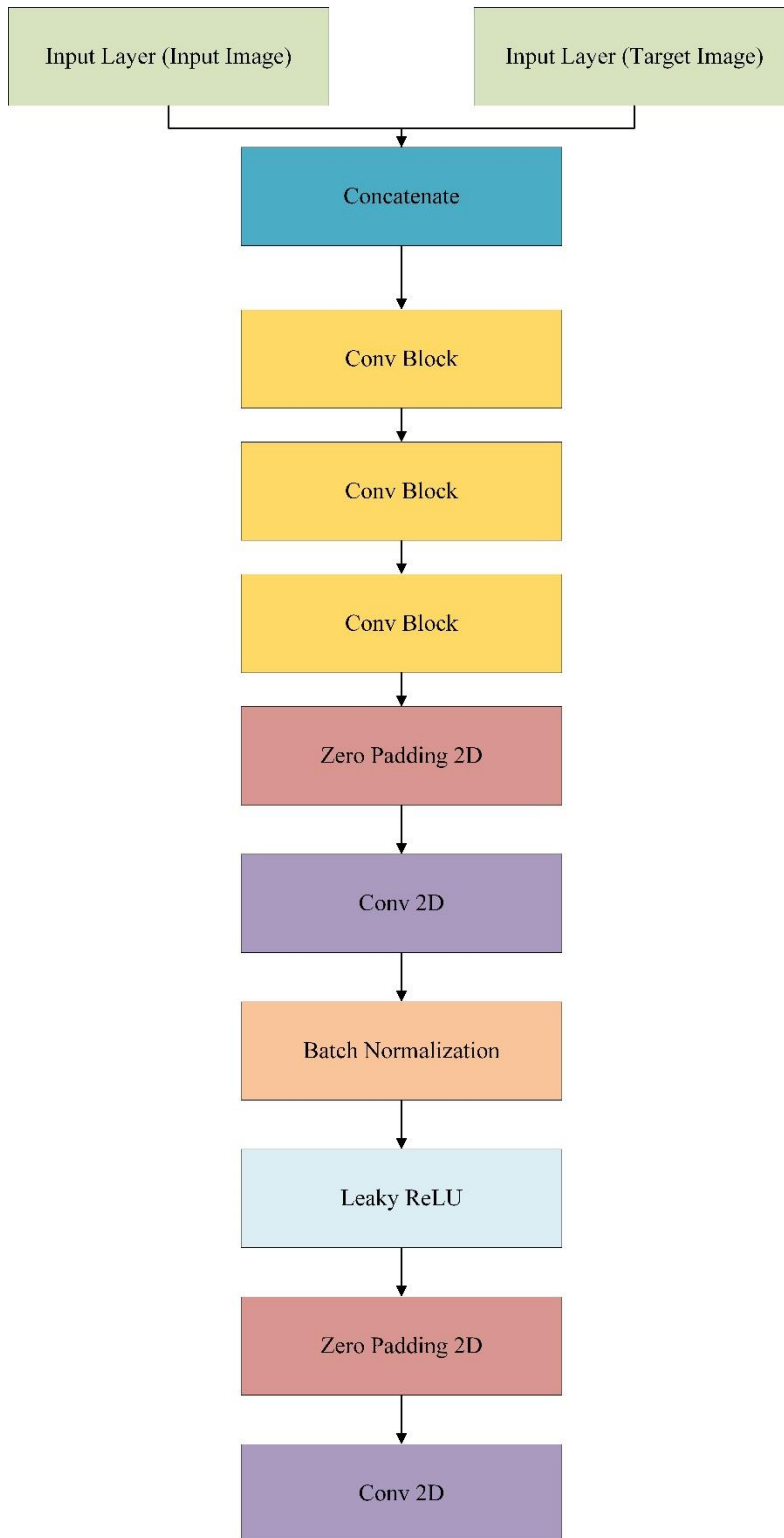 Input Layer (Input Image)
Input Layer (Target Image)
Concatenate
Conv Block
Conv Block
Conv Block
Zero Padding 2D
Conv 2D
Batch Normalization
Leaky ReLU
Zero Padding 2D
Conv 2D